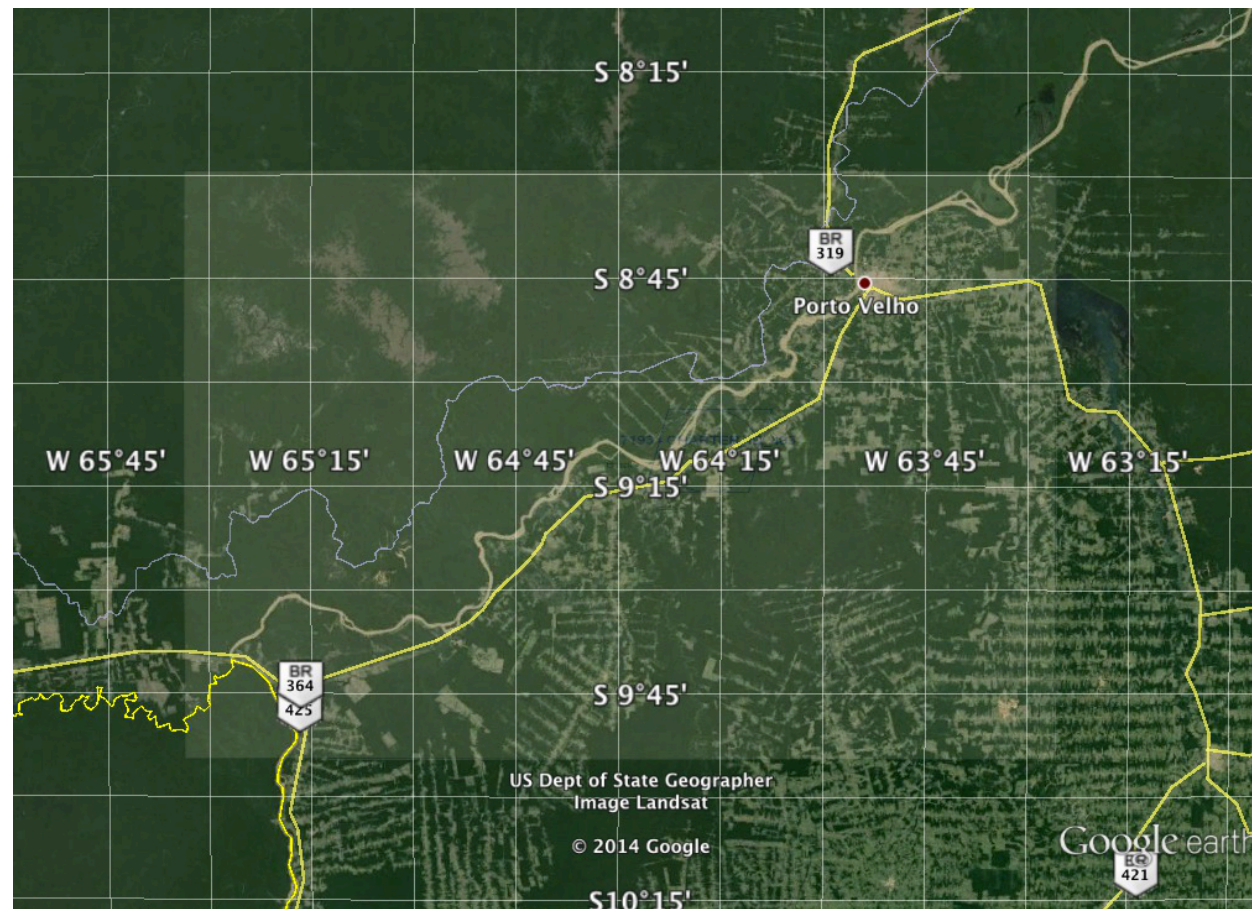 S 8°15'
BR
319
S 8°45'
Porto Velho
W 65°45'
W 65°15'
W 64°45'
W 64°15'
W 63°45'
W 63°15'
S 9°15'
BR
364
425
S 9°45'
US Dept of State Geographer
Image Landsat
© 2014 Google
Google earth
BR
421
S10°15'